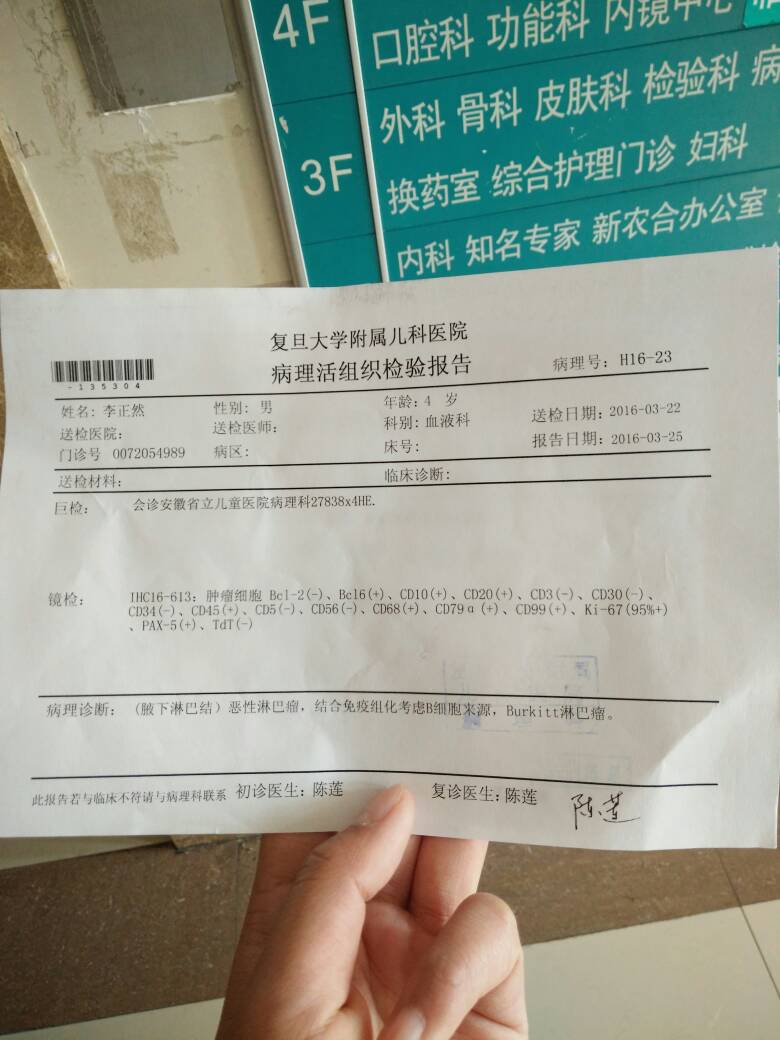 4F
口腔科 功能科 内镜中心
外科 骨科 皮肤科 检验科 病
3F
换药室 综合护理门诊 妇科
内科 知名专家 新农合办公室
复旦大学附属儿科医院
病理活组织检验报告
病理号: H16-23
-135304
姓名: 李正然 性别: 男 年龄: 4 岁 送检日期: 2016-03-22
送检医院: 送检医师: 科别: 血液科
门诊号 0072054989 病区: 床号: 报告日期: 2016-03-25
送检材料: 临床诊断:
巨检: 会诊安徽省立儿童医院病理科27838x4HE.
镜检: IHC16-613: 肿瘤细胞 Bcl-2(-)、Bcl6(+)、CD10(+)、CD20(+)、CD3(-)、CD30(-)、
CD34(-)、CD45(+)、CD5(-)、CD56(-)、CD68(+)、CD79α(+)、CD99(+)、Ki-67(95%+)
、PAX-5(+)、TdT(-)
病理诊断: (腋下淋巴结) 恶性淋巴瘤, 结合免疫组化考虑B细胞来源, Burkitt淋巴瘤。
此报告若与临床不符请与病理科联系 初诊医生: 陈莲 复诊医生: 陈莲 陈莲